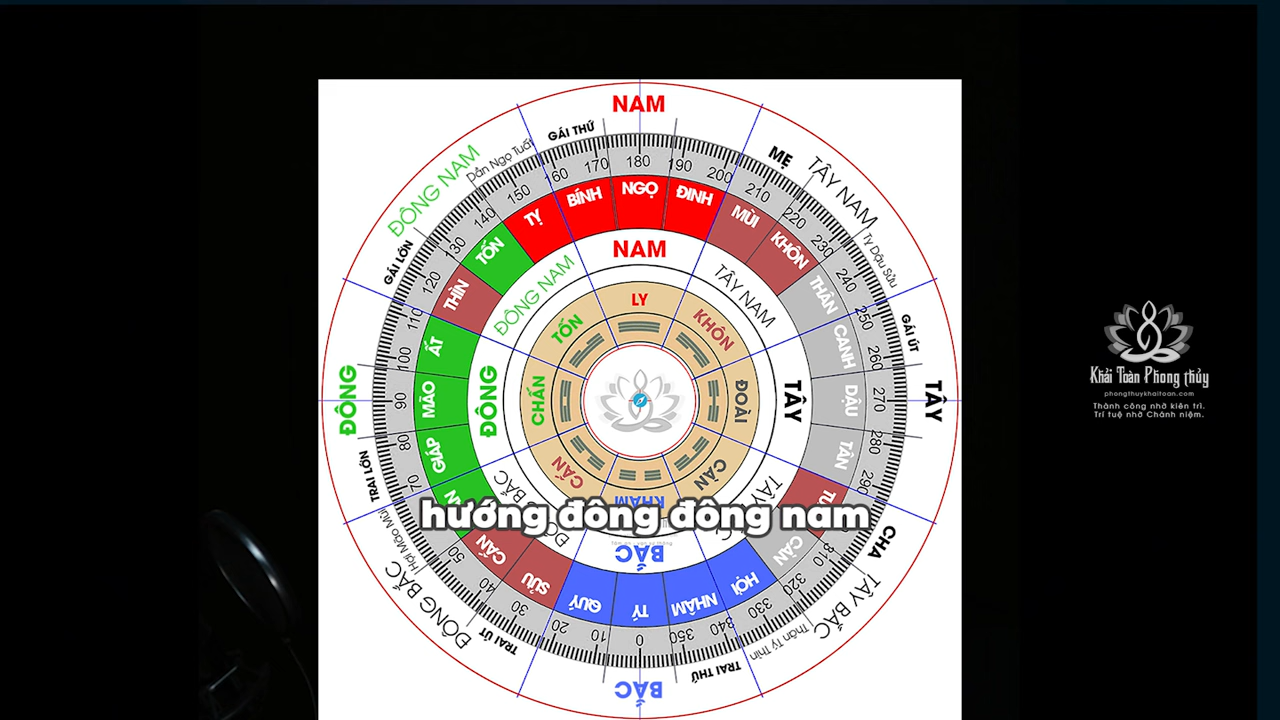 NAM
GÁI THỨ
MẸ
TÂY NAM
Tỵ Dậu Sửu
GÁI ÚT
TÂY
CHA
TÂY BẮC
Thân Tý Thìn
TRAI THỨ
BẮC
TRAI ÚT
ĐÔNG BẮC
Hợi Mão Mùi
TRAI LỚN
ĐÔNG
GÁI LỚN
ĐÔNG NAM
Dần Ngọ Tuất
180
190
200
210
220
230
240
250
260
270
280
290
310
320
330
340
350
0
10
20
30
40
50
70
80
90
100
110
120
130
140
150
160
170
NGỌ
ĐINH
MÙI
KHÔN
THÂN
CANH
DẬU
TÂN
CÀN
HỢI
NHÂM
TÝ
QUÝ
SỬU
CẤN
GIÁP
MÃO
ẤT
THÌN
TỐN
TỴ
BÍNH
NAM
TÂY NAM
TÂY
BẮC
ĐÔNG
ĐÔNG NAM
LY
KHÔN
ĐOÀI
CÀN
KHẢM
CẤN
CHẤN
TỐN
hướng đông đông nam
Khải Toàn Phong thủy
phongthuykhaitoan.com
Thành công nhờ kiên trì.
Trí tuệ nhờ Chánh niệm.